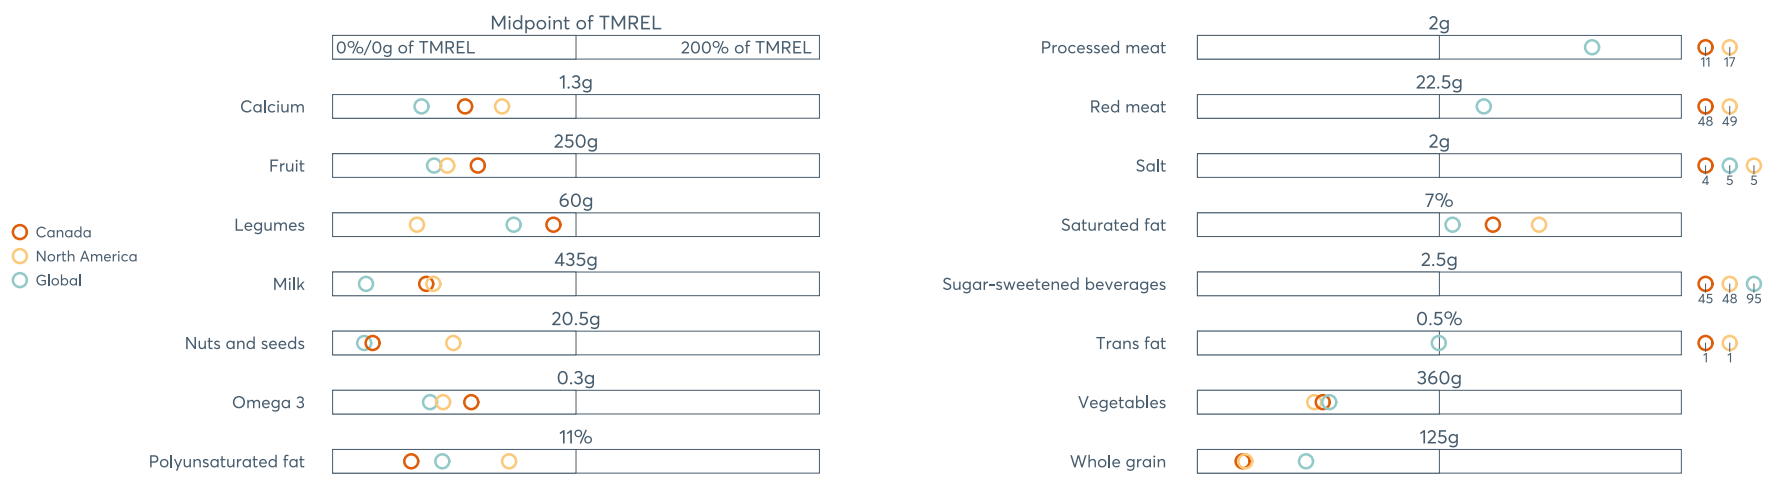 Midpoint of TMREL
0%/0g of TMREL 200% of TMREL
1.3g
Calcium
250g
Fruit
60g
Legumes
435g
Milk
20.5g
Nuts and seeds
0.3g
Omega 3
11%
Polyunsaturated fat
Canada
North America
Global
2g
Processed meat
11 17
22.5g
Red meat
48 49
2g
Salt
4 5 5
7%
Saturated fat
2.5g
Sugar-sweetened beverages
45 48 95
0.5%
Trans fat
1 1
360g
Vegetables
125g
Whole grain